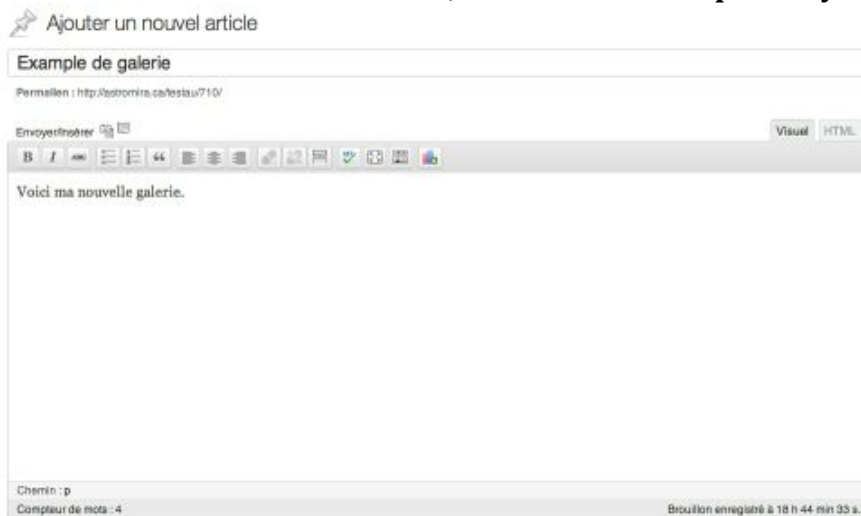 Ajouter un nouvel article
Example de galerie
Permalien : http://astromira.ca/testau/710/
Envoyer/Insérer
Visuel HTML
B I ABC
Voici ma nouvelle galerie.
Chemin : p
Compteur de mots : 4 Brouillon enregistré à 18 h 44 min 33 s.